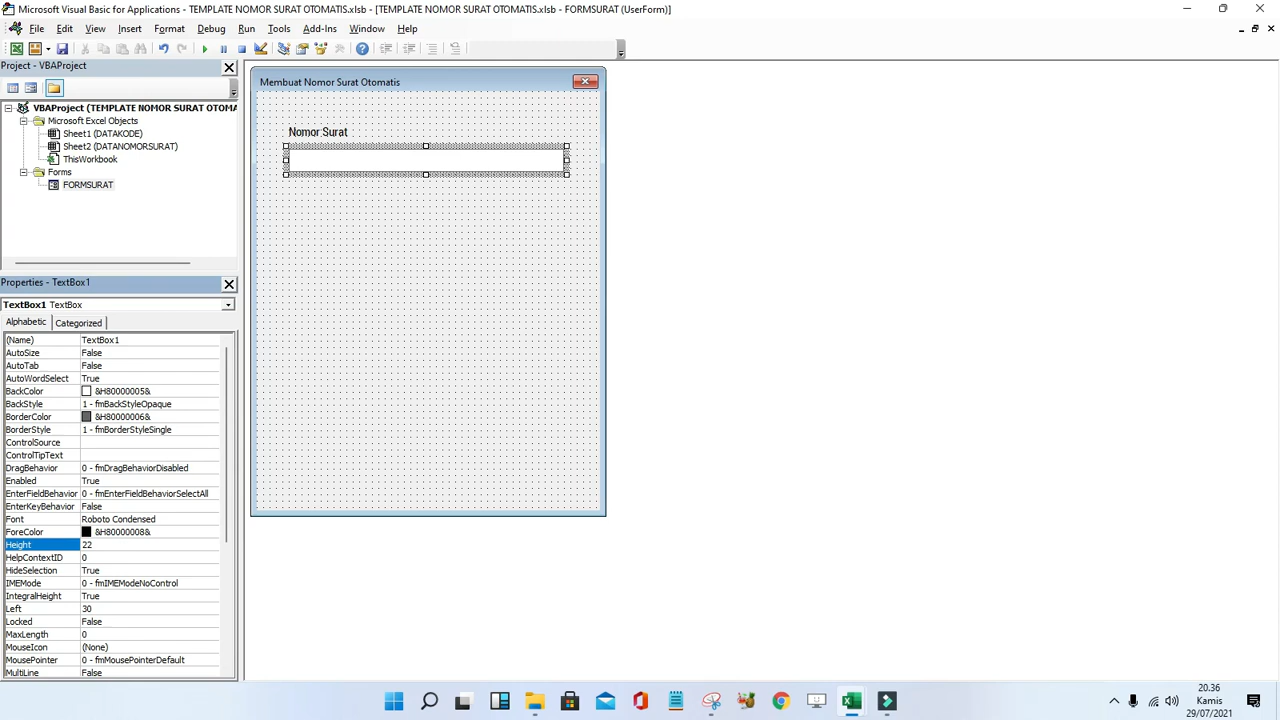 Microsoft Visual Basic for Applications - TEMPLATE NOMOR SURAT OTOMATIS.xlsb - [TEMPLATE NOMOR SURAT OTOMATIS.xlsb - FORMSURAT (UserForm)]
File Edit View Insert Format Debug Run Tools Add-Ins Window Help
Project - VBAProject
VBAProject (TEMPLATE NOMOR SURAT OTOMA
Microsoft Excel Objects
Sheet1 (DATAKODE)
Sheet2 (DATANOMORSURAT)
ThisWorkbook
Forms
FORMSURAT
Membuat Nomor Surat Otomatis
Nomor Surat
Properties - TextBox1
TextBox1 TextBox
Alphabetic Categorized
(Name) TextBox1
AutoSize False
AutoTab False
AutoWordSelect True
BackColor &H80000005&
BackStyle 1 - fmBackStyleOpaque
BorderColor &H80000006&
BorderStyle 1 - fmBorderStyleSingle
ControlSource
ControlTipText
DragBehavior 0 - fmDragBehaviorDisabled
Enabled True
EnterFieldBehavior 0 - fmEnterFieldBehaviorSelectAll
EnterKeyBehavior False
Font Roboto Condensed
ForeColor &H80000008&
Height 22
HelpContextID 0
HideSelection True
IMEMode 0 - fmIMEModeNoControl
IntegralHeight True
Left 30
Locked False
MaxLength 0
MouseIcon (None)
MousePointer 0 - fmMousePointerDefault
MultiLine False
20.36
Kamis
29/07/2021